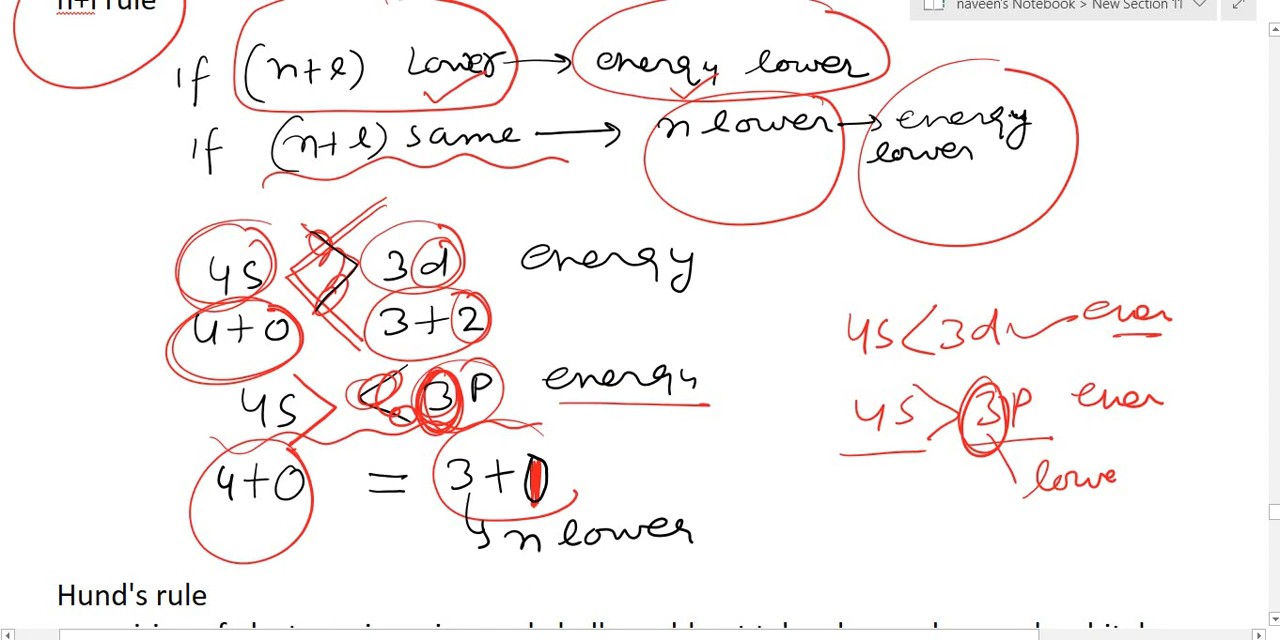 n+l rule
naveen's Notebook > New Section 11
if (n+l) Lower → energy lower
if (n+l) same → n lower → energy
lower
4s < 3d energy
4+0 3+2
4s<3d ener
4s > 3p energy
4s>3p ener
4+0 = 3+1
lowe
↳ n lower
Hund's rule